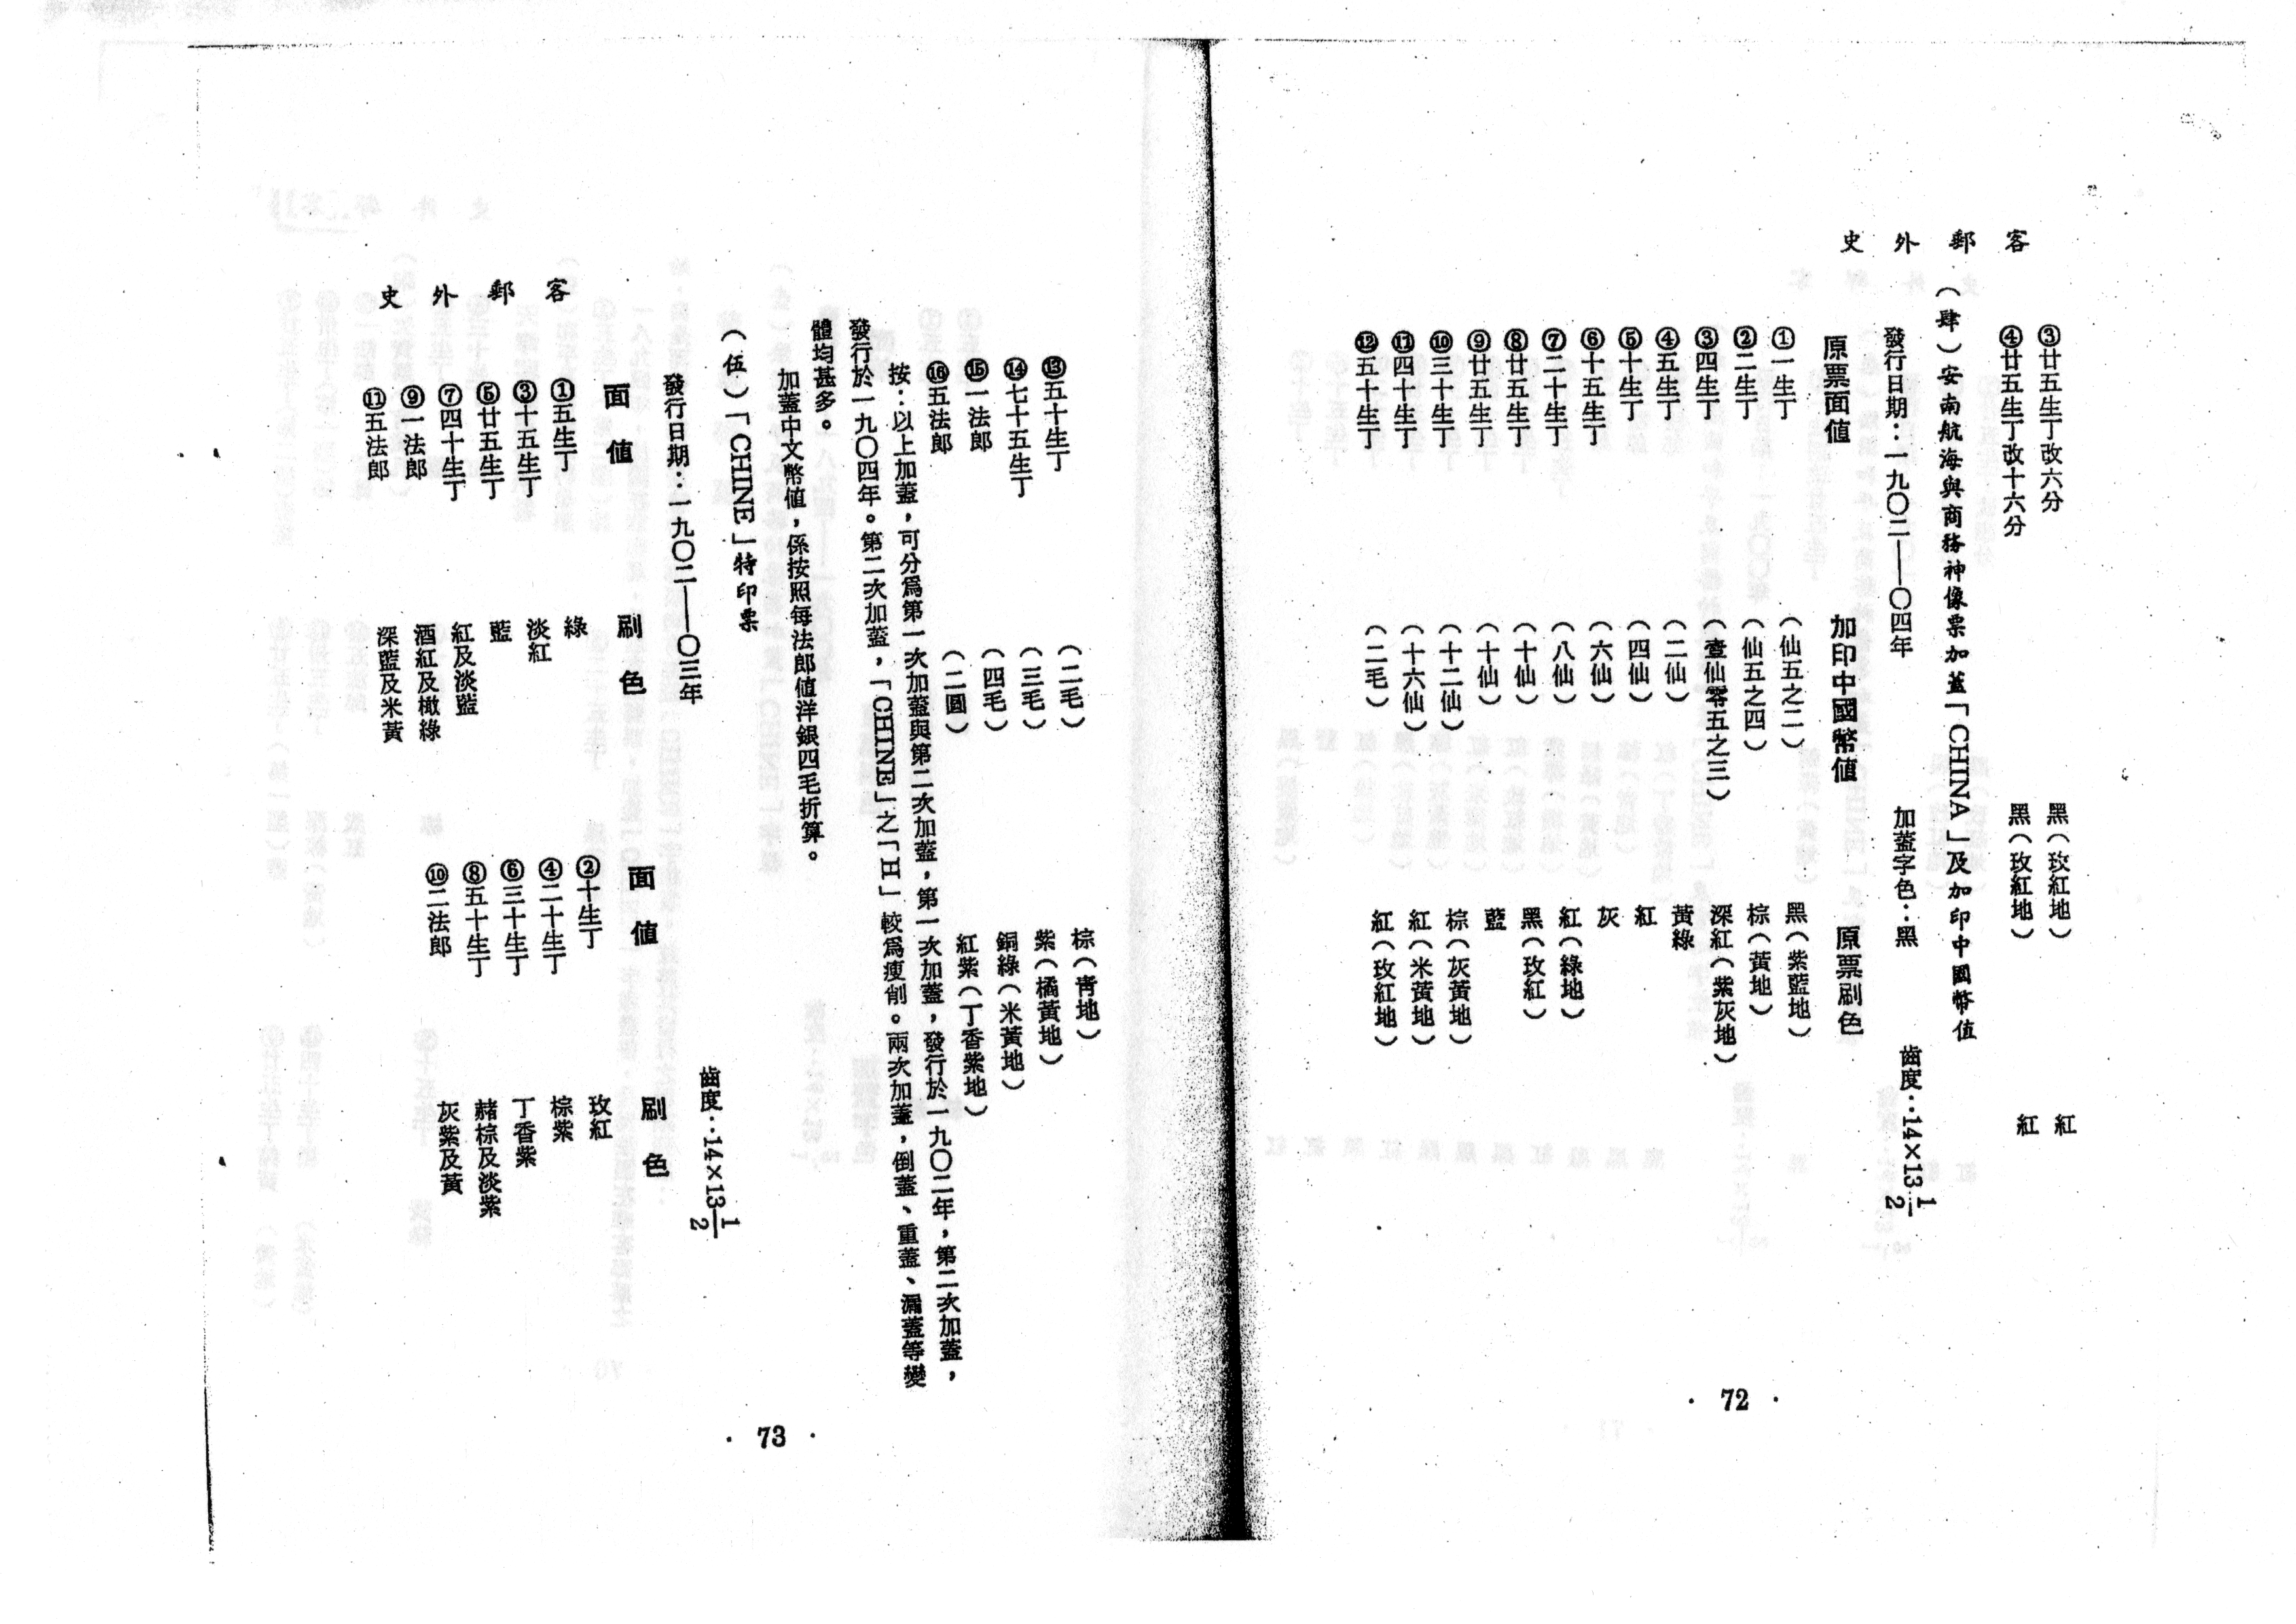 客郵外史
③廿五生丁改六分　黑（玫紅地）　紅
④廿五生丁改十六分　黑（玫紅地）　紅
（肆）安南航海與商務神像票加蓋「CHINA」及加印中國幣值
發行日期：一九〇二——〇四年　加蓋字色：黑　齒度：14×13 1/2
原票面値　加印中國幣値　原票刷色
①一生丁　（仙五之二）　黑（紫藍地）
②二生丁　（仙五之四）　棕（黃地）
③四生丁　（壹仙零五之三）　深紅（紫灰地）
④五生丁　（二仙）　黃綠
⑤十生丁　（四仙）　紅
⑥十五生丁　（六仙）　灰
⑦二十生丁　（八仙）　紅（綠地）
⑧廿五生丁　（十仙）　黑（玫紅）
⑨廿五生丁　（十仙）　藍
⑩三十生丁　（十二仙）　棕（灰黃地）
⑪四十生丁　（十六仙）　紅（米黃地）
⑫五十生丁　（二毛）　紅（玫紅地）
· 72 ·
⑬五十生丁　（二毛）　棕（靑地）
⑭七十五生丁　（三毛）　紫（橘黃地）
⑮一法郎　（四毛）　銅綠（米黃地）
⑯五法郎　（二圓）　紅紫（丁香紫地）
按：以上加蓋，可分爲第一次加蓋與第二次加蓋，第一次加蓋，發行於一九〇二年，第二次加蓋，
發行於一九〇四年。第二次加蓋，「CHINE」之「H」較爲瘦削。兩次加蓋，倒蓋、重蓋、漏蓋等變
體均甚多。
加蓋中文幣値，係按照每法郎値洋銀四毛折算。
（伍）「CHINE」特印票
發行日期：一九〇二——〇三年　齒度：14×13 1/2
面値　刷色　面値　刷色
①五生丁　綠　②十生丁　玫紅
③十五生丁　淡紅　④二十生丁　棕紫
⑤廿五生丁　藍　⑥三十生丁　丁香紫
⑦四十生丁　紅及淡藍　⑧五十生丁　赭棕及淡紫
⑨一法郎　酒紅及橄綠　⑩二法郎　灰紫及黃
⑪五法郎　深藍及米黃
客郵外史
· 73 ·